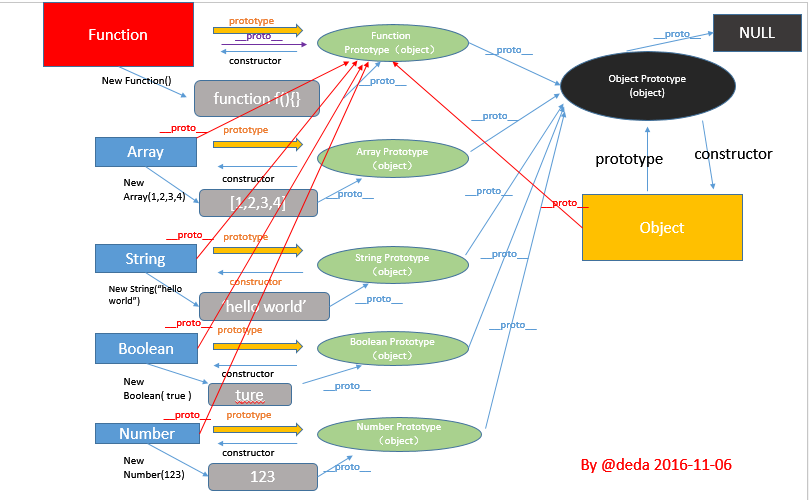 Function
prototype
__proto__
constructor
Function
Prototype（object）
__proto__
__proto__
NULL
New Function()
function f(){}
__proto__
Object Prototype
(object)
__proto__
prototype
__proto__
Array
constructor
Array Prototype
（object）
prototype
constructor
New
Array(1,2,3,4)
[1,2,3,4]
__proto__
__proto__
__proto__
Object
__proto__
prototype
String
constructor
String Prototype
（object）
__proto__
New String(“hello
world”)
‘hello world’
__proto__
__proto__
prototype
Boolean
constructor
Boolean Prototype
（object）
__proto__
New
Boolean( true )
ture
__proto__
__proto__
prototype
Number
constructor
Number Prototype
（object）
New
Number(123)
123
__proto__
By @deda 2016-11-06